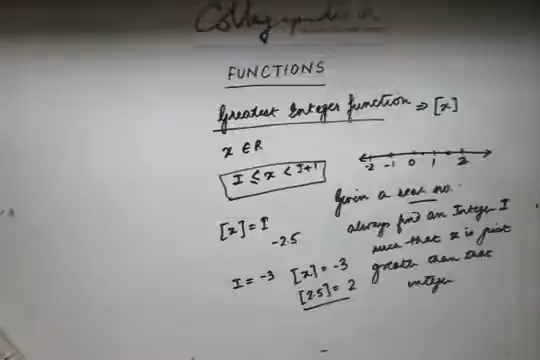 FUNCTIONS
Greatest Integer function ⇒ [x]
x ∈ R
I ≤ x < I+1
-2 -1 0 1 2
Given a real no.
always find an Integer I
such that x is just
greater than that
integer
[x] = I
-2.5
I = -3 [x] = -3
[2.5] = 2